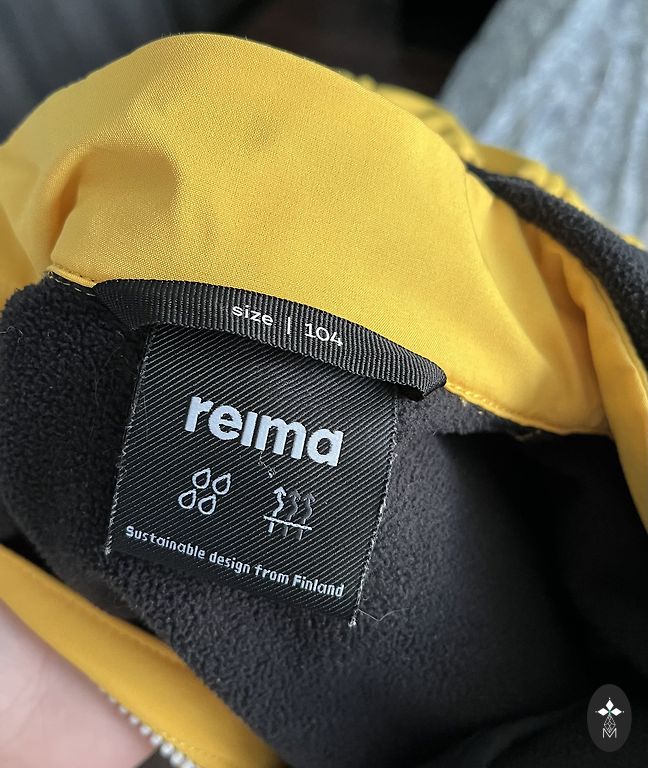 size | 104
reima
Sustainable design from Finland
M